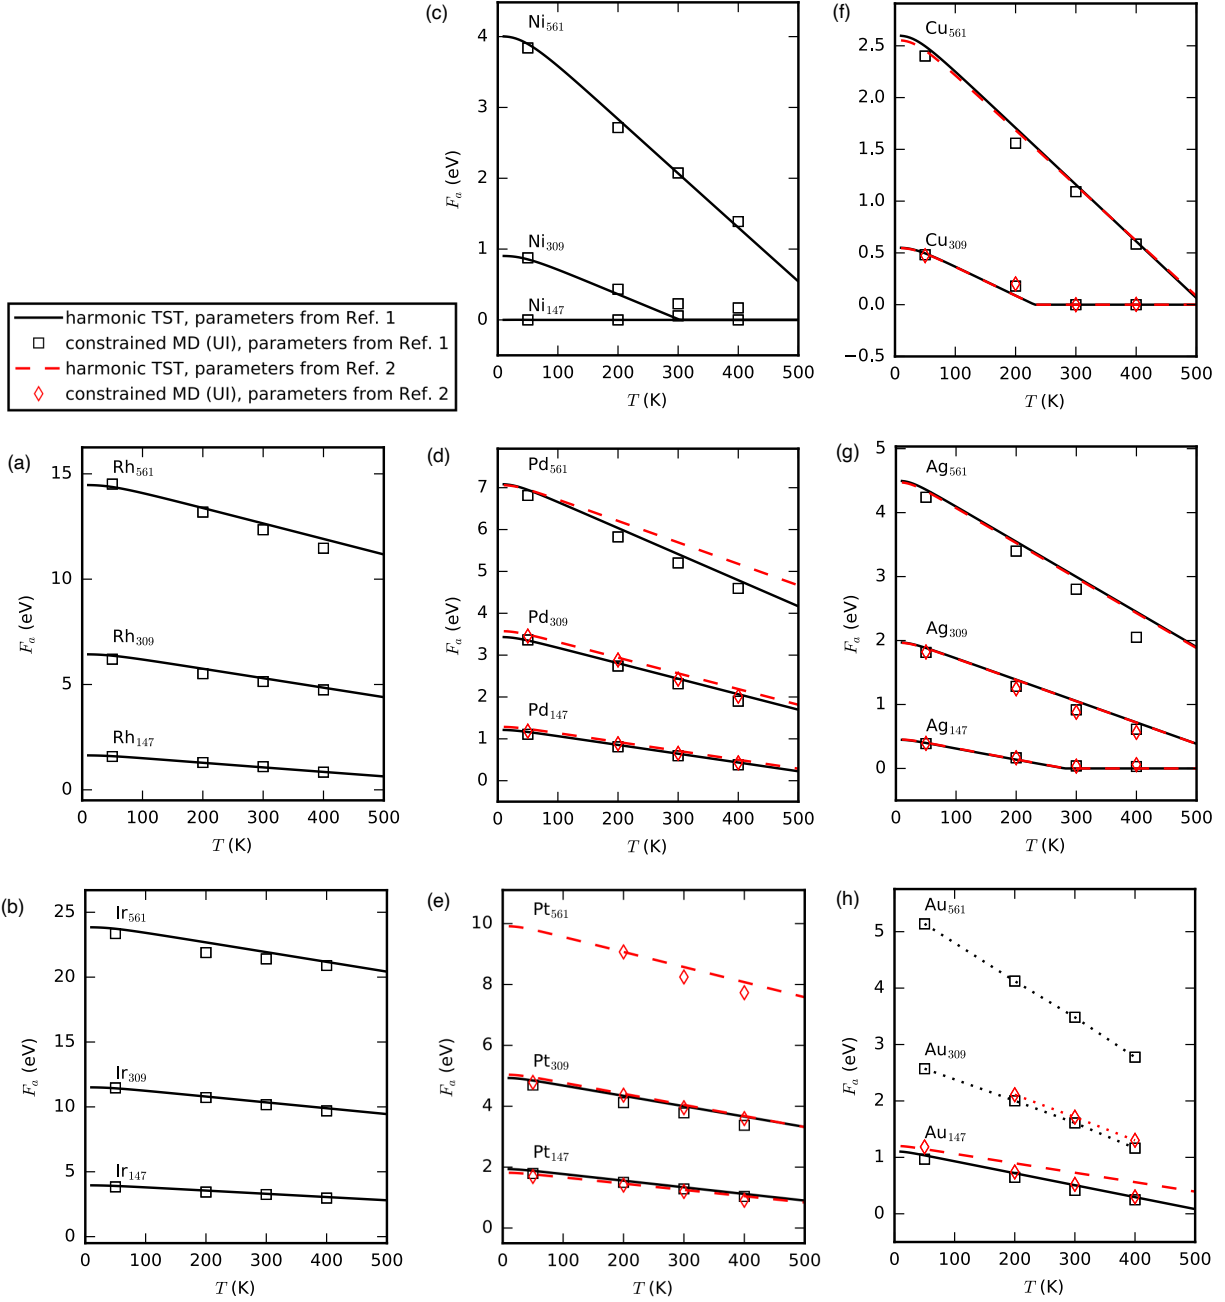 (c)
Ni561
Ni309
Ni147
4
3
2
1
0
Fa (eV)
0 100 200 300 400 500
T (K)
(f)
Cu561
Cu309
2.5
2.0
1.5
1.0
0.5
0.0
−0.5
0 100 200 300 400 500
T (K)
harmonic TST, parameters from Ref. 1
constrained MD (UI), parameters from Ref. 1
harmonic TST, parameters from Ref. 2
constrained MD (UI), parameters from Ref. 2
(a)
Rh561
Rh309
Rh147
15
10
5
0
Fa (eV)
0 100 200 300 400 500
T (K)
(d)
Pd561
Pd309
Pd147
7
6
5
4
3
2
1
0
Fa (eV)
0 100 200 300 400 500
T (K)
(g)
Ag561
Ag309
Ag147
5
4
3
2
1
0
Fa (eV)
0 100 200 300 400 500
T (K)
(b)
Ir561
Ir309
Ir147
25
20
15
10
5
0
Fa (eV)
0 100 200 300 400 500
T (K)
(e)
Pt561
Pt309
Pt147
10
8
6
4
2
0
Fa (eV)
0 100 200 300 400 500
T (K)
(h)
Au561
Au309
Au147
5
4
3
2
1
0
Fa (eV)
0 100 200 300 400 500
T (K)